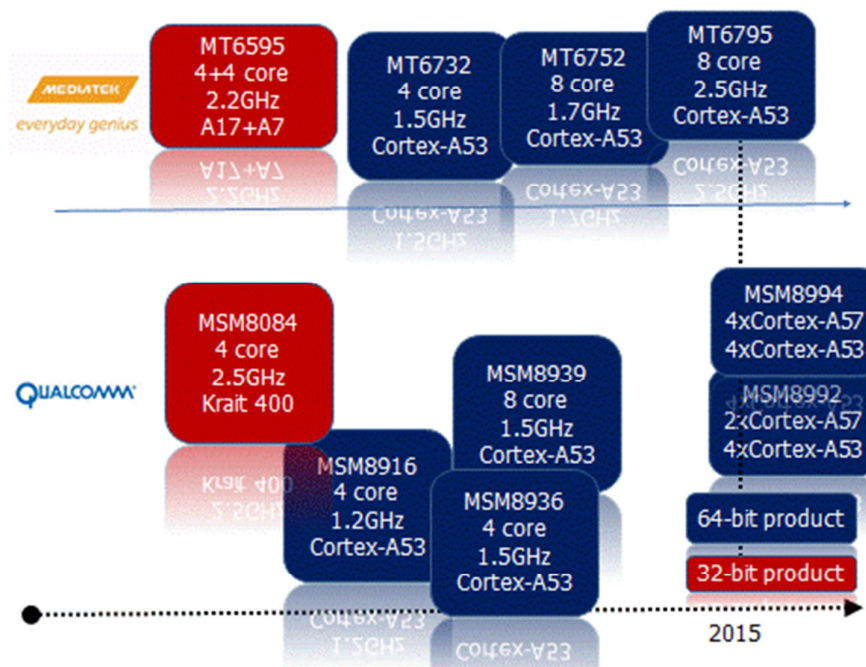 MEDIATEK
everyday genius
MT6595
4+4 core
2.2GHz
A17+A7
MT6732
4 core
1.5GHz
Cortex-A53
MT6752
8 core
1.7GHz
Cortex-A53
MT6795
8 core
2.5GHz
Cortex-A53
QUALCOMM
MSM8084
4 core
2.5GHz
Krait 400
MSM8916
4 core
1.2GHz
Cortex-A53
MSM8939
8 core
1.5GHz
Cortex-A53
MSM8936
4 core
1.5GHz
Cortex-A53
MSM8994
4xCortex-A57
4xCortex-A53
MSM8992
2xCortex-A57
4xCortex-A53
64-bit product
32-bit product
2015